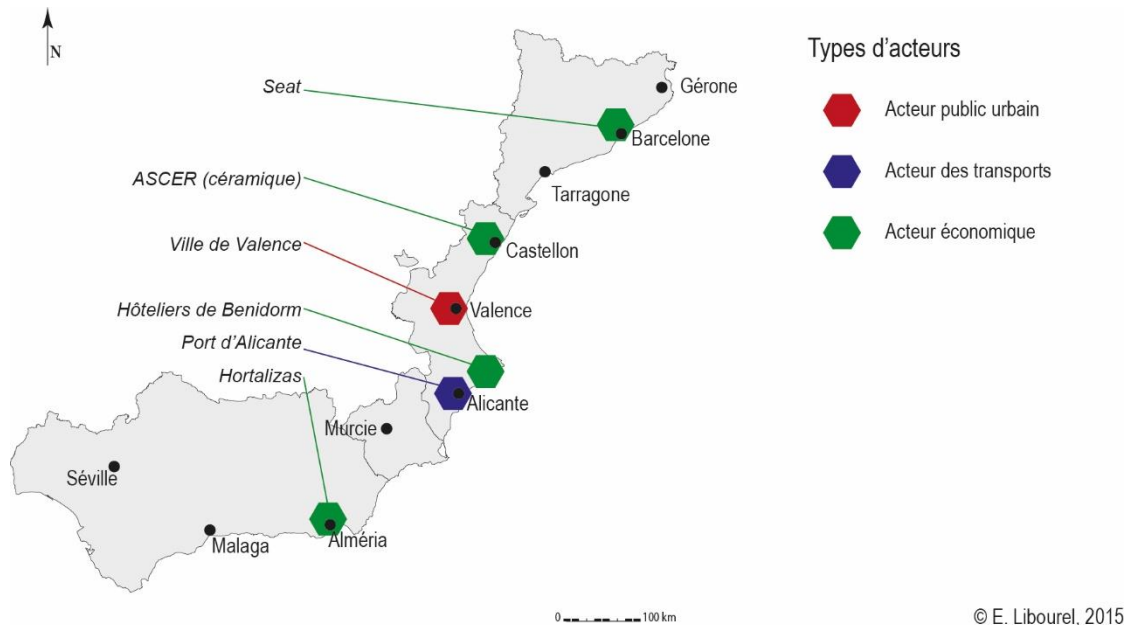 N
Seat
ASCER (céramique)
Ville de Valence
Hôteliers de Benidorm
Port d'Alicante
Hortalizas
Gérone
Barcelone
Tarragone
Castellon
Valence
Alicante
Murcie
Séville
Malaga
Alméria
Types d'acteurs
Acteur public urbain
Acteur des transports
Acteur économique
0 100 km
© E. Libourel, 2015